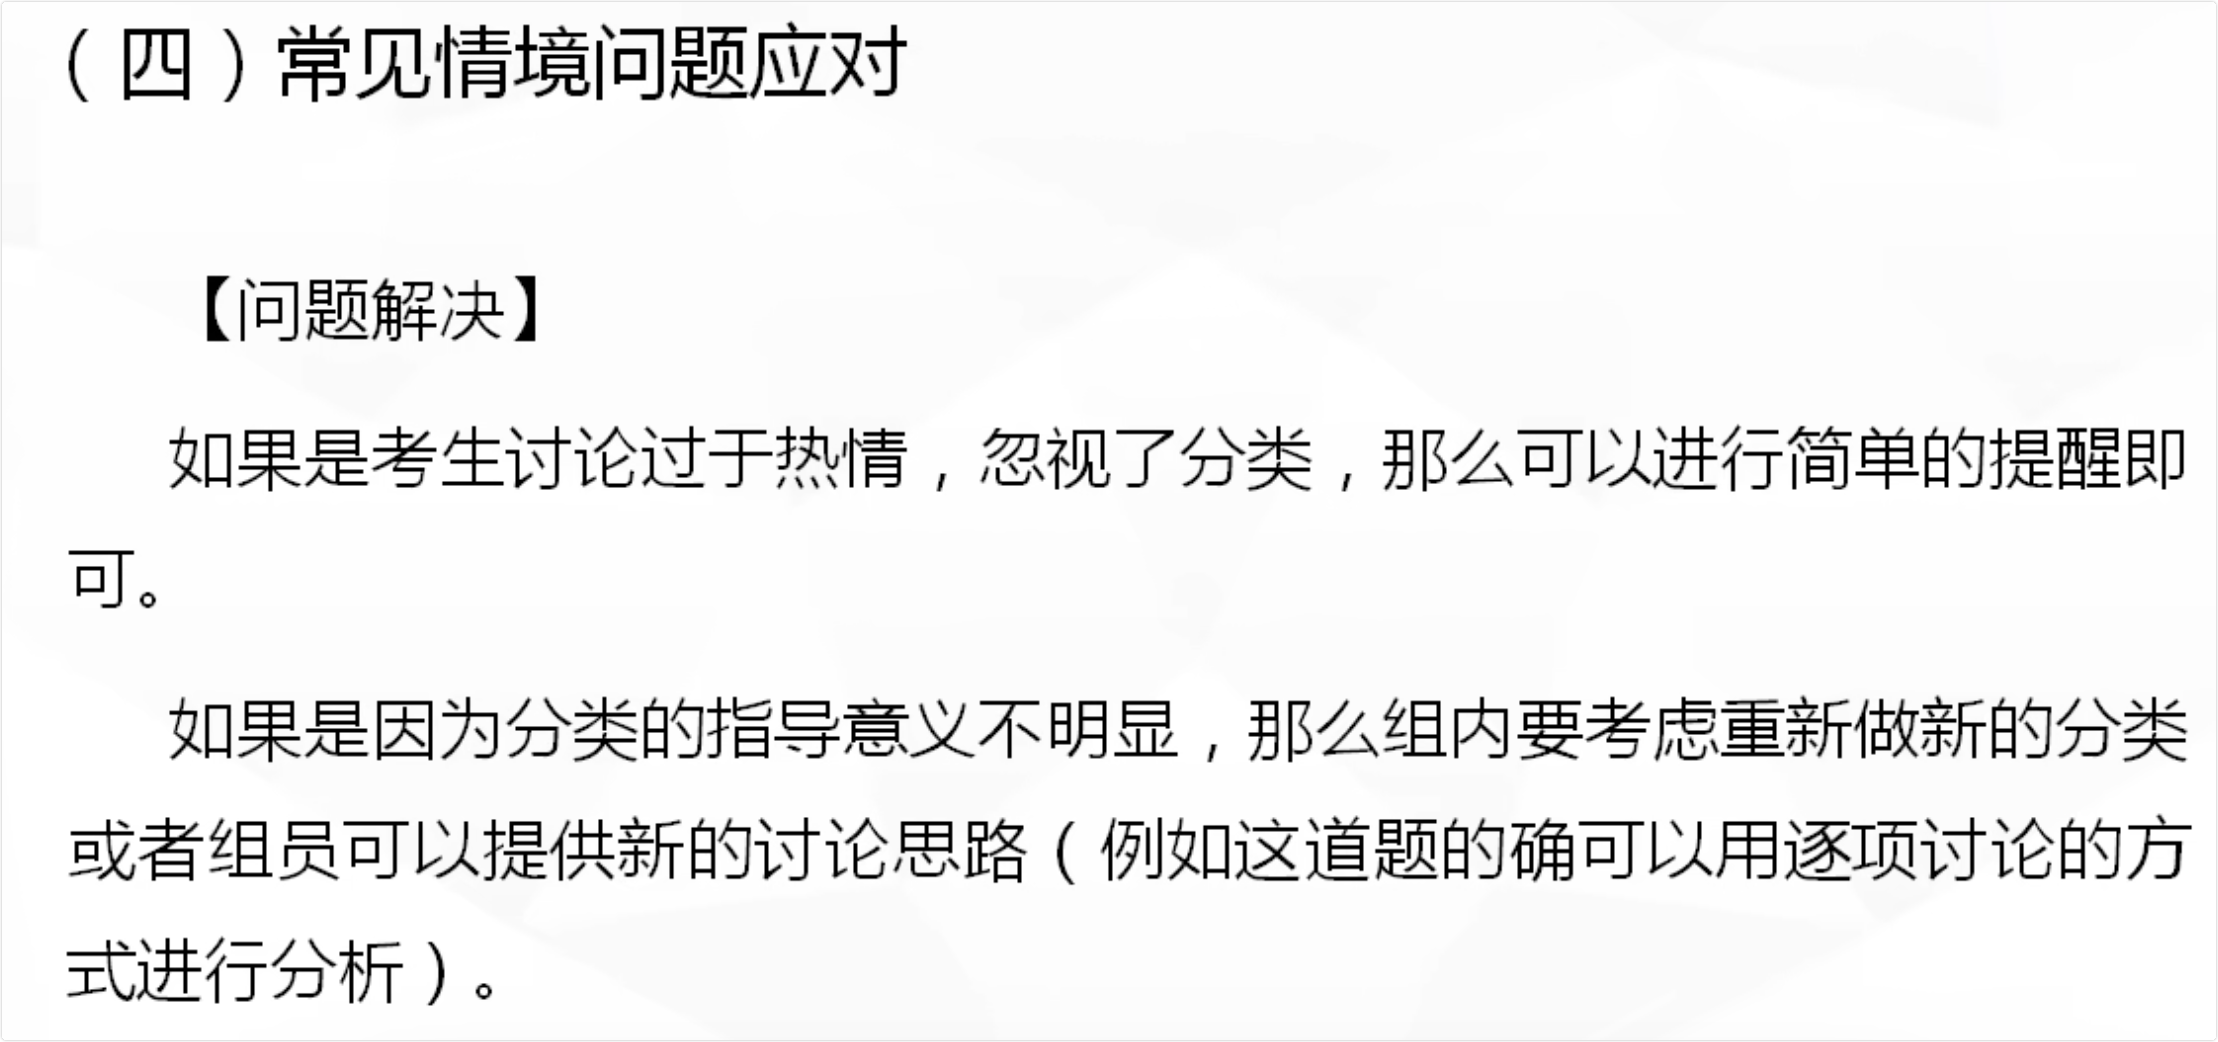 （四）常见情境问题应对
【问题解决】
如果是考生讨论过于热情，忽视了分类，那么可以进行简单的提醒即
可。
如果是因为分类的指导意义不明显，那么组内要考虑重新做新的分类
或者组员可以提供新的讨论思路（例如这道题的确可以用逐项讨论的方
式进行分析）。